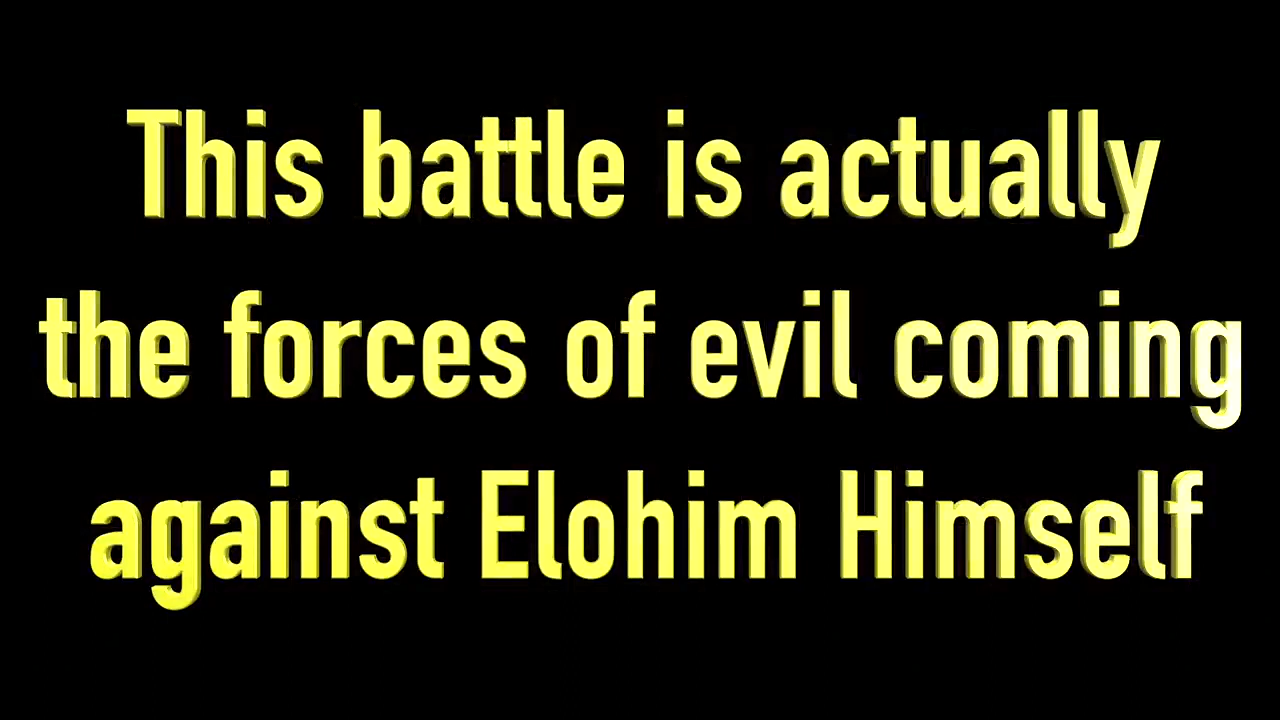 This battle is actually
the forces of evil coming
against Elohim Himself